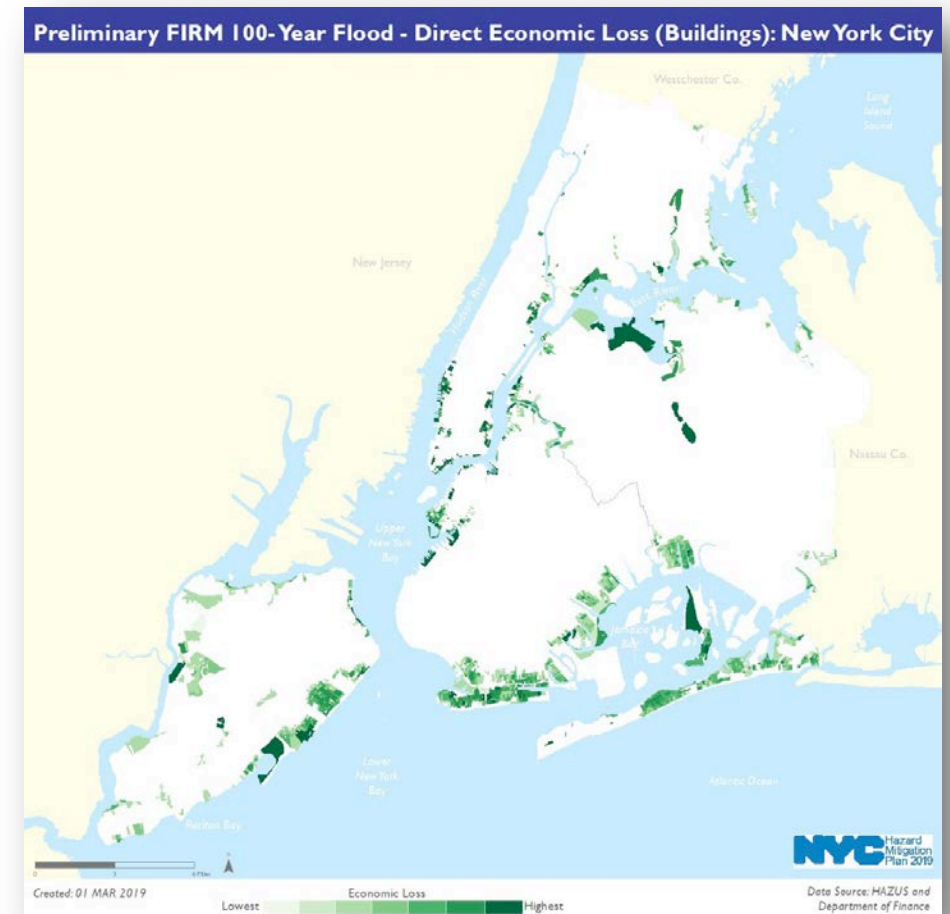 Preliminary FIRM 100-Year Flood - Direct Economic Loss (Buildings): New York City
Westchester Co.
Long
Island
Sound
New Jersey
Hudson River
East River
Nassau Co.
Upper
New York
Bay
Jamaica
Bay
Lower
New York
Bay
Atlantic Ocean
Raritan Bay
NYC Hazard
Mitigation
Plan 2019
0
Created: 01 MAR 2019
Economic Loss
Lowest
Highest
Data Source: HAZUS and
Department of Finance